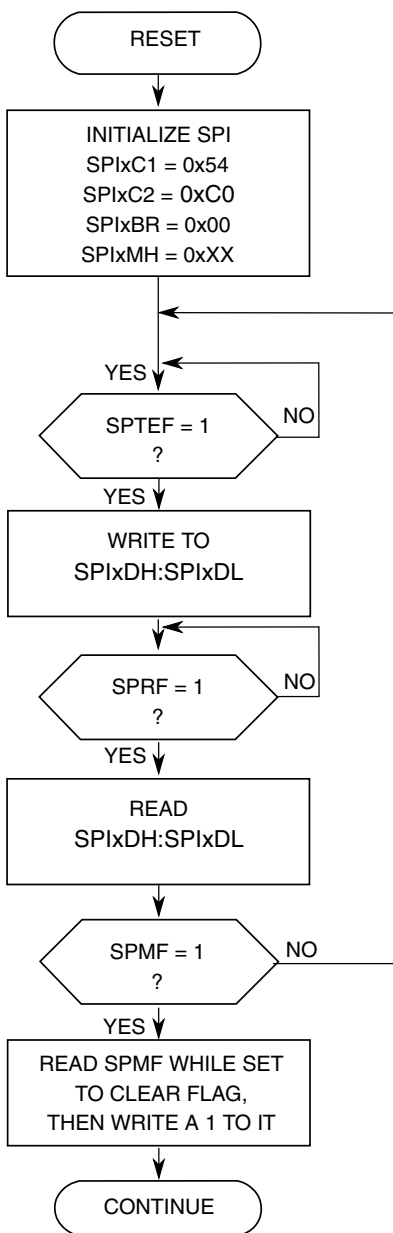 RESET
INITIALIZE SPI
SPIxC1 = 0x54
SPIxC2 = 0xC0
SPIxBR = 0x00
SPIxMH = 0xXX
YES
SPTEF = 1
?
NO
YES
WRITE TO
SPIxDH:SPIxDL
SPRF = 1
?
NO
YES
READ
SPIxDH:SPIxDL
SPMF = 1
?
NO
YES
READ SPMF WHILE SET
TO CLEAR FLAG,
THEN WRITE A 1 TO IT
CONTINUE